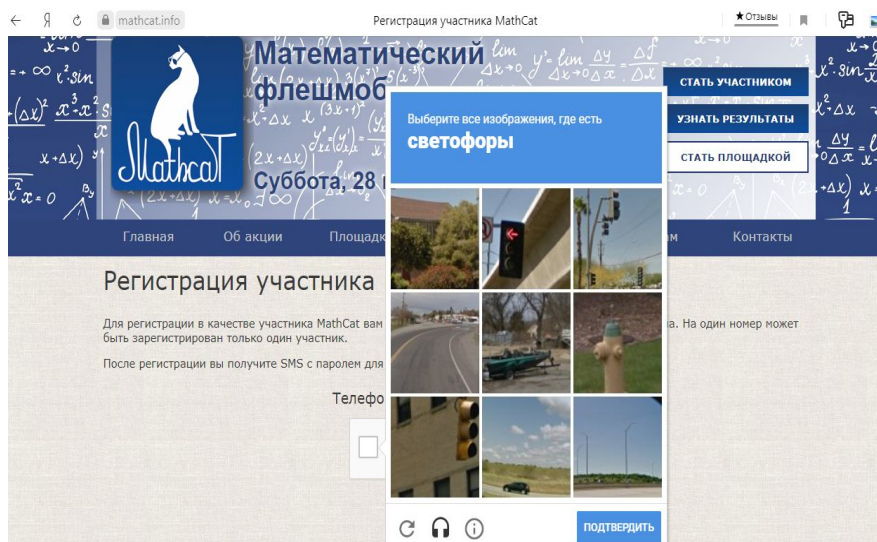 mathcat.info
Регистрация участника MathCat
Отзывы
Математический
флешмоб
Суббота, 28
MathcaT
СТАТЬ УЧАСТНИКОМ
УЗНАТЬ РЕЗУЛЬТАТЫ
СТАТЬ ПЛОЩАДКОЙ
Главная Об акции Площадк ам Контакты
Выберите все изображения, где есть
светофоры
Регистрация участника
Для регистрации в качестве участника MathCat вам а. На один номер может
быть зарегистрирован только один участник.
После регистрации вы получите SMS с паролем для
Телефо
ПОДТВЕРДИТЬ